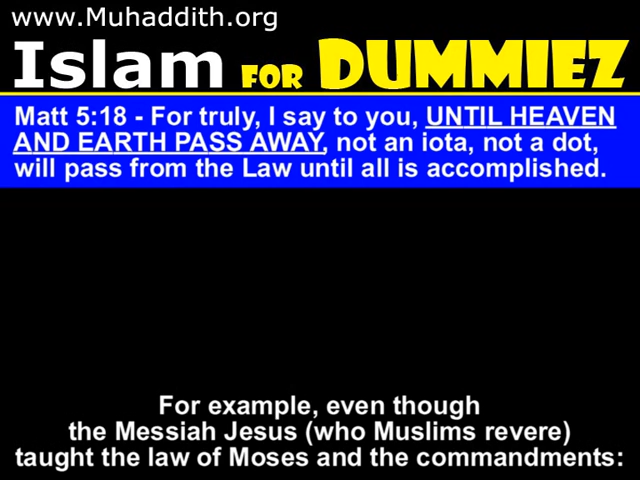 www.Muhaddith.org
Islam FOR DUMMIEZ
Matt 5:18 - For truly, I say to you, UNTIL HEAVEN
AND EARTH PASS AWAY, not an iota, not a dot,
will pass from the Law until all is accomplished.
For example, even though
the Messiah Jesus (who Muslims revere)
taught the law of Moses and the commandments: